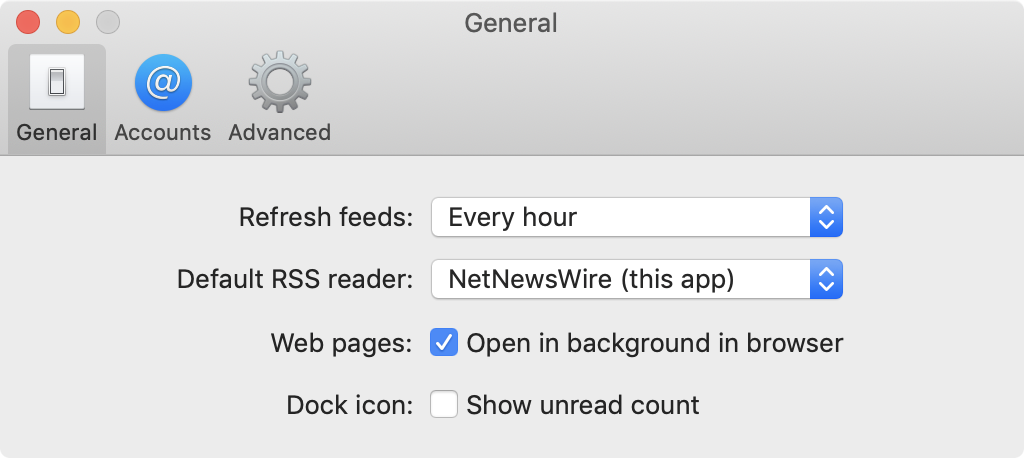 General
General Accounts Advanced
Refresh feeds: Every hour
Default RSS reader: NetNewsWire (this app)
Web pages: Open in background in browser
Dock icon: Show unread count